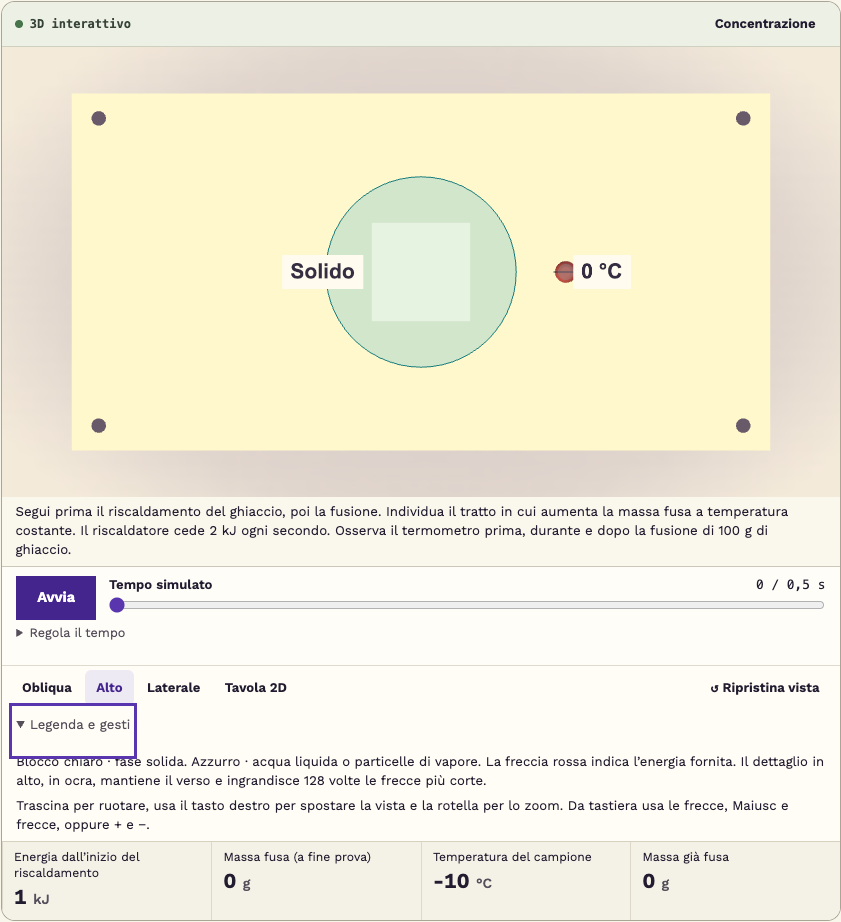 3D interattivo
Concentrazione
Solido
0 °C
Segui prima il riscaldamento del ghiaccio, poi la fusione. Individua il tratto in cui aumenta la massa fusa a temperatura
costante. Il riscaldatore cede 2 kJ ogni secondo. Osserva il termometro prima, durante e dopo la fusione di 100 g di
ghiaccio.
Avvia
Tempo simulato
0 / 0,5 s
▶ Regola il tempo
Obliqua
Alto
Laterale
Tavola 2D
↺ Ripristina vista
▼ Legenda e gesti
Blocco chiaro · fase solida. Azzurro · acqua liquida o particelle di vapore. La freccia rossa indica l’energia fornita. Il dettaglio in
alto, in ocra, mantiene il verso e ingrandisce 128 volte le frecce più corte.
Trascina per ruotare, usa il tasto destro per spostare la vista e la rotella per lo zoom. Da tastiera usa le frecce, Maiusc e
frecce, oppure + e −.
Energia dall’inizio del
riscaldamento
1 kJ
Massa fusa (a fine prova)
0 g
Temperatura del campione
-10 °C
Massa già fusa
0 g